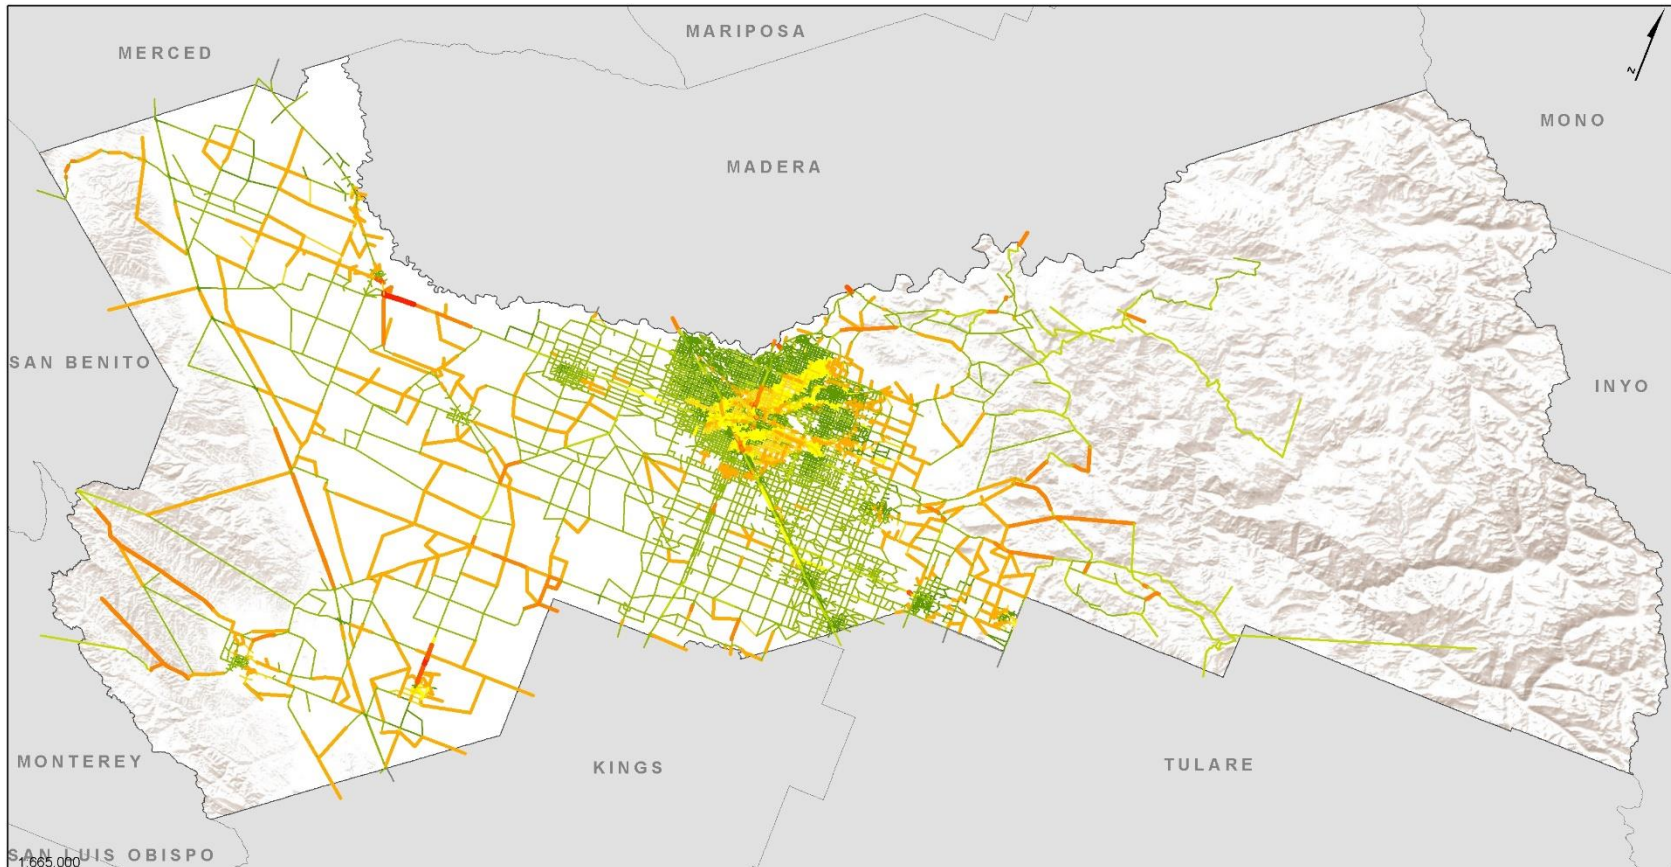 MARIPOSA
MERCED
MONO
MADERA
SAN BENITO
INYO
MONTEREY
KINGS
TULARE
SAN LUIS OBISPO
1:665,000
N